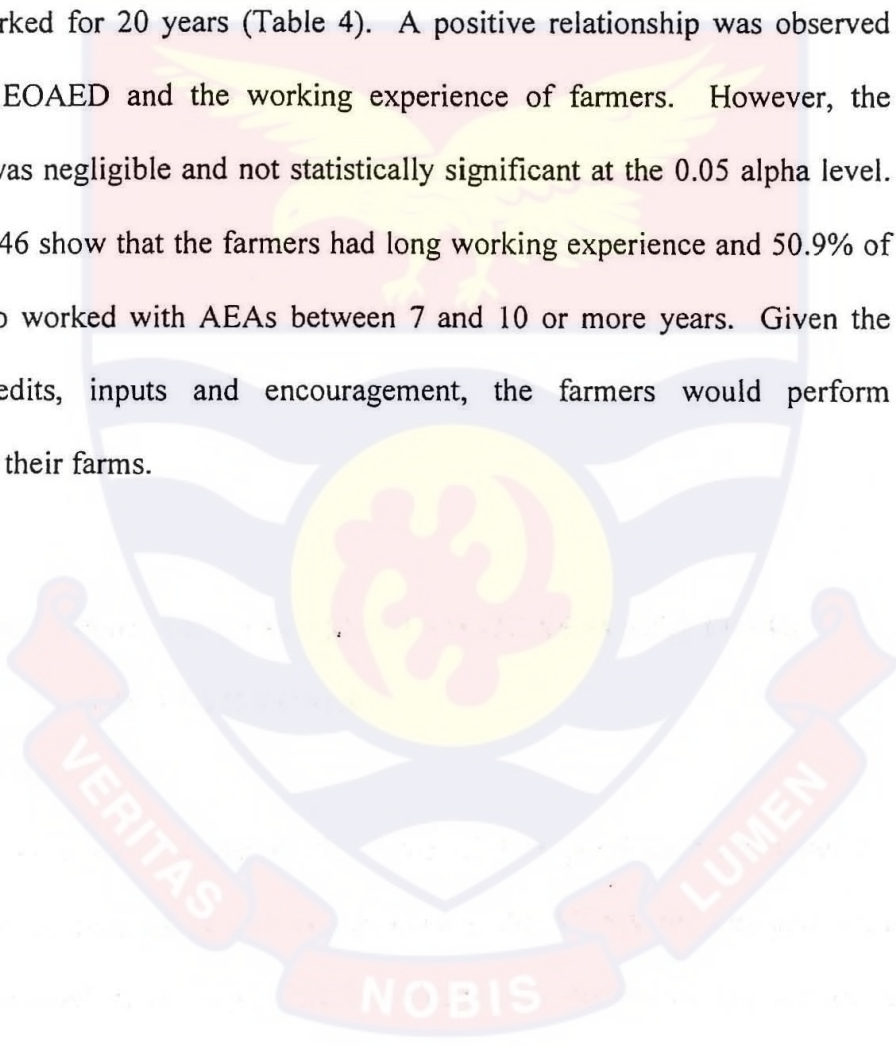 rked for 20 years (Table 4). A positive relationship was observed
EOAED and the working experience of farmers. However, the
was negligible and not statistically significant at the 0.05 alpha level.
46 show that the farmers had long working experience and 50.9% of
o worked with AEAs between 7 and 10 or more years. Given the
edits, inputs and encouragement, the farmers would perform
their farms.
VERITAS
NOBIS
LUMEN